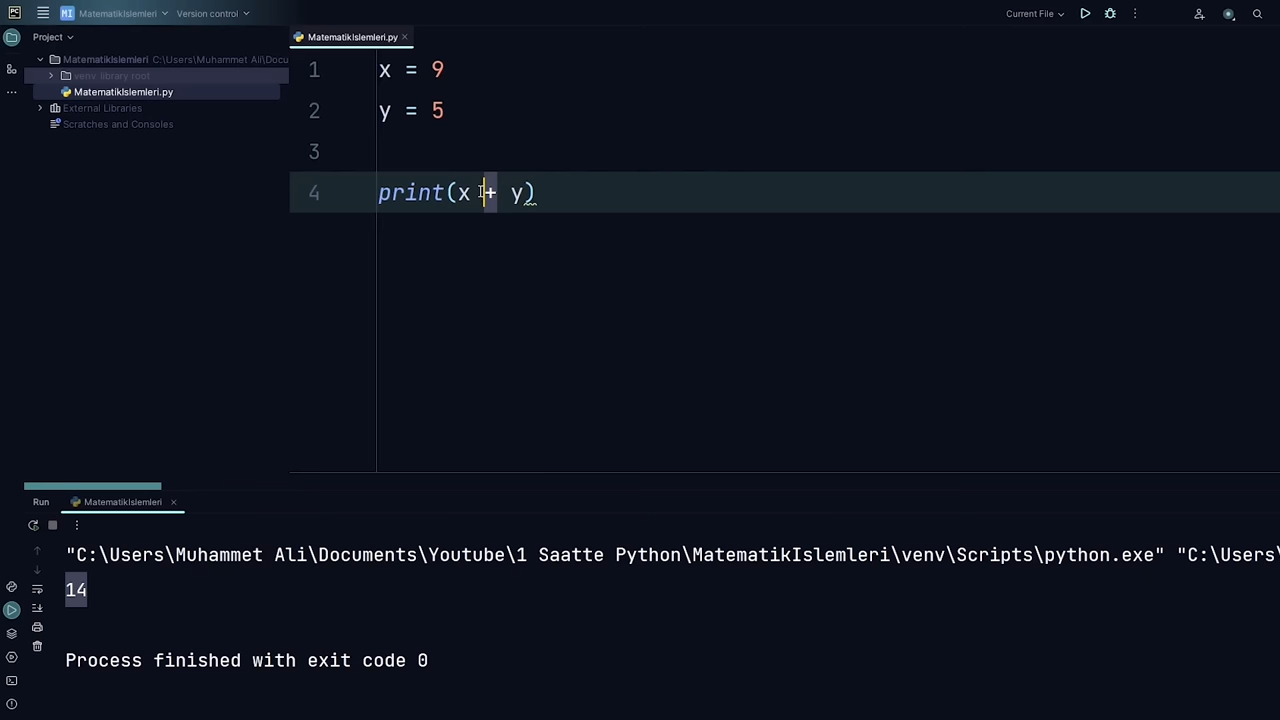 PC MI MatematikIslemleri Version control Current File
Project
MatematikIslemleri.py
MatematikIslemleri C:\Users\Muhammet Ali\Docu
venv library root
MatematikIslemleri.py
External Libraries
Scratches and Consoles
1 x = 9
2 y = 5
3
4 print(x + y)
Run MatematikIslemleri
"C:\Users\Muhammet Ali\Documents\Youtube\1 Saatte Python\MatematikIslemleri\venv\Scripts\python.exe" "C:\Users
14
Process finished with exit code 0